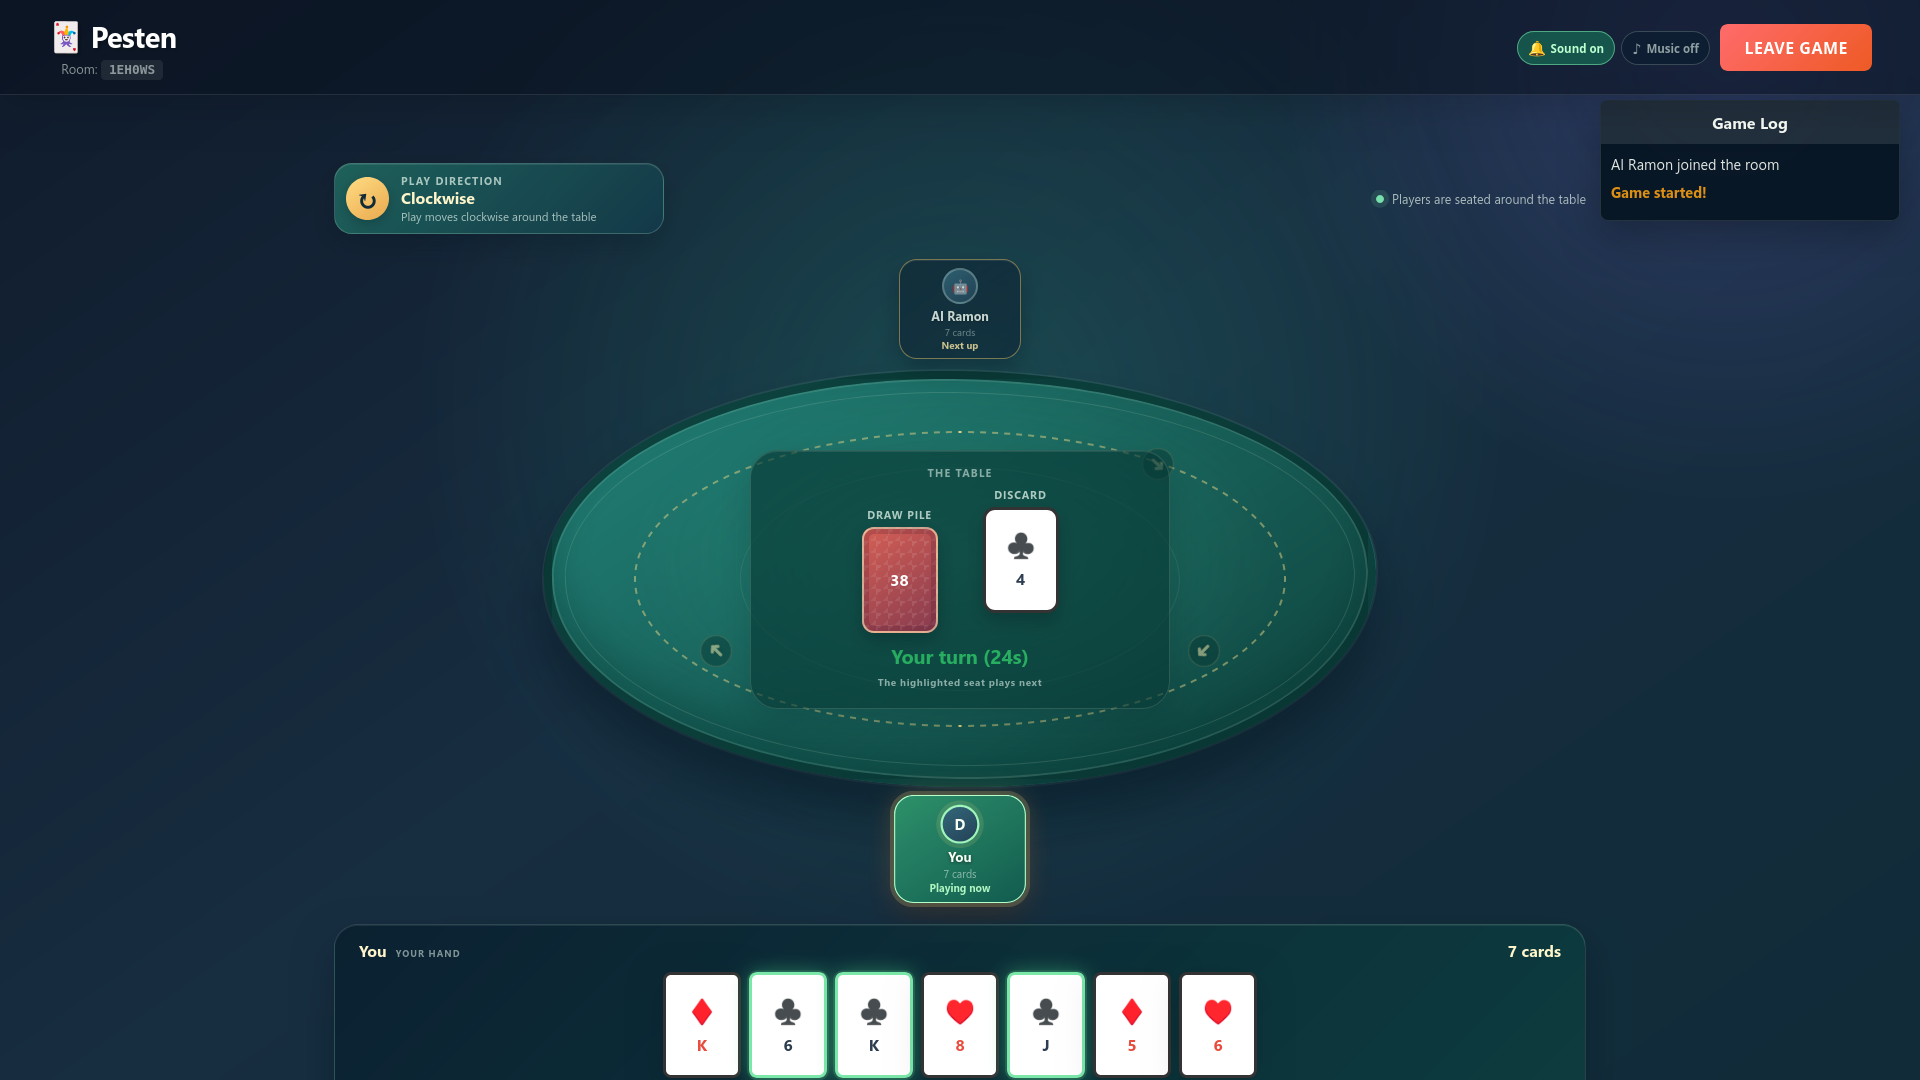 Pesten
Room: 1EH0WS
Sound on
Music off
LEAVE GAME
Game Log
AI Ramon joined the room
Game started!
PLAY DIRECTION
Clockwise
Play moves clockwise around the table
Players are seated around the table
AI Ramon
7 cards
Next up
THE TABLE
DRAW PILE
38
DISCARD
4
Your turn (24s)
The highlighted seat plays next
D
You
7 cards
Playing now
You YOUR HAND
7 cards
K 6 K 8 J 5 6